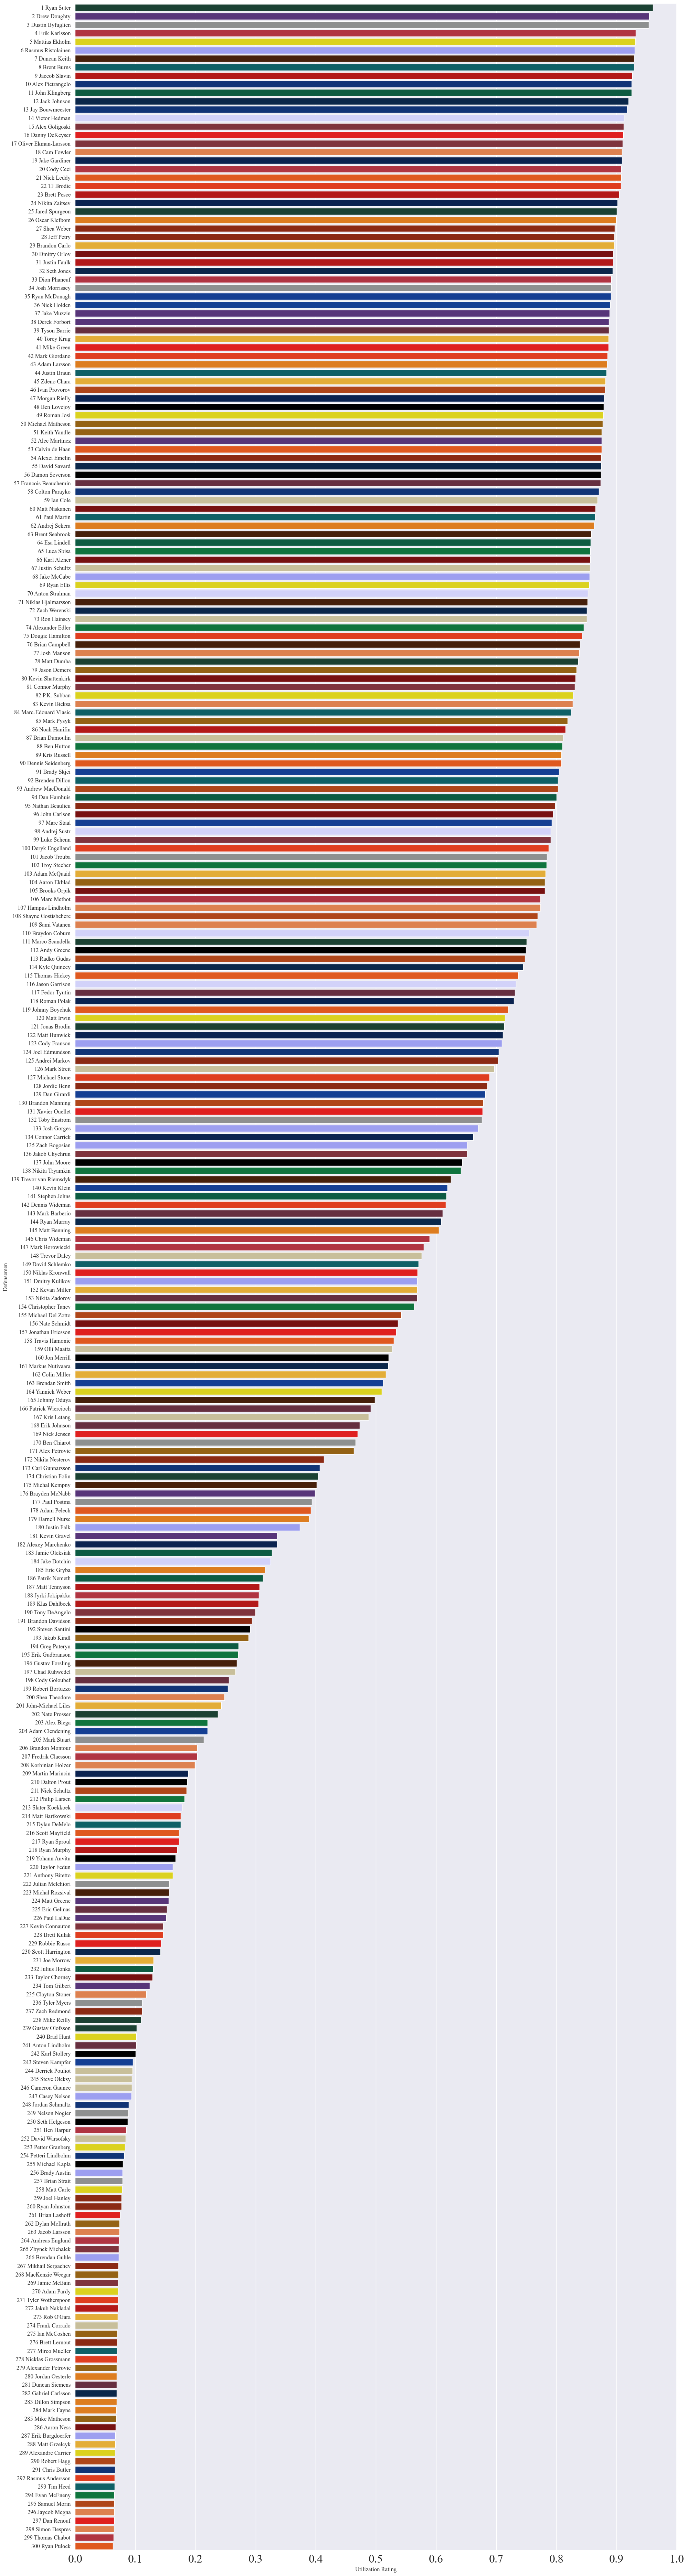 1 Ryan Suter
2 Drew Doughty
3 Dustin Byfuglien
4 Erik Karlsson
5 Mattias Ekholm
6 Rasmus Ristolainen
7 Duncan Keith
8 Brent Burns
9 Jaccob Slavin
10 Alex Pietrangelo
11 John Klingberg
12 Jack Johnson
13 Jay Bouwmeester
14 Victor Hedman
15 Alex Goligoski
16 Danny DeKeyser
17 Oliver Ekman-Larsson
18 Cam Fowler
19 Jake Gardiner
20 Cody Ceci
21 Nick Leddy
22 TJ Brodie
23 Brett Pesce
24 Nikita Zaitsev
25 Jared Spurgeon
26 Oscar Klefbom
27 Shea Weber
28 Jeff Petry
29 Brandon Carlo
30 Dmitry Orlov
31 Justin Faulk
32 Seth Jones
33 Dion Phaneuf
34 Josh Morrissey
35 Ryan McDonagh
36 Nick Holden
37 Jake Muzzin
38 Derek Forbort
39 Tyson Barrie
40 Torey Krug
41 Mike Green
42 Mark Giordano
43 Adam Larsson
44 Justin Braun
45 Zdeno Chara
46 Ivan Provorov
47 Morgan Rielly
48 Ben Lovejoy
49 Roman Josi
50 Michael Matheson
51 Keith Yandle
52 Alec Martinez
53 Calvin de Haan
54 Alexei Emelin
55 David Savard
56 Damon Severson
57 Francois Beauchemin
58 Colton Parayko
59 Ian Cole
60 Matt Niskanen
61 Paul Martin
62 Andrej Sekera
63 Brent Seabrook
64 Esa Lindell
65 Luca Sbisa
66 Karl Alzner
67 Justin Schultz
68 Jake McCabe
69 Ryan Ellis
70 Anton Stralman
71 Niklas Hjalmarsson
72 Zach Werenski
73 Ron Hainsey
74 Alexander Edler
75 Dougie Hamilton
76 Brian Campbell
77 Josh Manson
78 Matt Dumba
79 Jason Demers
80 Kevin Shattenkirk
81 Connor Murphy
82 P.K. Subban
83 Kevin Bieksa
84 Marc-Edouard Vlasic
85 Mark Pysyk
86 Noah Hanifin
87 Brian Dumoulin
88 Ben Hutton
89 Kris Russell
90 Dennis Seidenberg
91 Brady Skjei
92 Brenden Dillon
93 Andrew MacDonald
94 Dan Hamhuis
95 Nathan Beaulieu
96 John Carlson
97 Marc Staal
98 Andrej Sustr
99 Luke Schenn
100 Deryk Engelland
101 Jacob Trouba
102 Troy Stecher
103 Adam McQuaid
104 Aaron Ekblad
105 Brooks Orpik
106 Marc Methot
107 Hampus Lindholm
108 Shayne Gostisbehere
109 Sami Vatanen
110 Braydon Coburn
111 Marco Scandella
112 Andy Greene
113 Radko Gudas
114 Kyle Quincey
115 Thomas Hickey
116 Jason Garrison
117 Fedor Tyutin
118 Roman Polak
119 Johnny Boychuk
120 Matt Irwin
121 Jonas Brodin
122 Matt Hunwick
123 Cody Franson
124 Joel Edmundson
125 Andrei Markov
126 Mark Streit
127 Michael Stone
128 Jordie Benn
129 Dan Girardi
130 Brandon Manning
131 Xavier Ouellet
132 Toby Enstrom
133 Josh Gorges
134 Connor Carrick
135 Zach Bogosian
136 Jakob Chychrun
137 John Moore
138 Nikita Tryamkin
139 Trevor van Riemsdyk
140 Kevin Klein
141 Stephen Johns
142 Dennis Wideman
143 Mark Barberio
144 Ryan Murray
145 Matt Benning
146 Chris Wideman
147 Mark Borowiecki
148 Trevor Daley
149 David Schlemko
150 Niklas Kronwall
151 Dmitry Kulikov
152 Kevan Miller
153 Nikita Zadorov
154 Christopher Tanev
155 Michael Del Zotto
156 Nate Schmidt
157 Jonathan Ericsson
158 Travis Hamonic
159 Olli Maatta
160 Jon Merrill
161 Markus Nutivaara
162 Colin Miller
163 Brendan Smith
164 Yannick Weber
165 Johnny Oduya
166 Patrick Wiercioch
167 Kris Letang
168 Erik Johnson
169 Nick Jensen
170 Ben Chiarot
171 Alex Petrovic
172 Nikita Nesterov
173 Carl Gunnarsson
174 Christian Folin
175 Michal Kempny
176 Brayden McNabb
177 Paul Postma
178 Adam Pelech
179 Darnell Nurse
180 Justin Falk
181 Kevin Gravel
182 Alexey Marchenko
183 Jamie Oleksiak
184 Jake Dotchin
185 Eric Gryba
186 Patrik Nemeth
187 Matt Tennyson
188 Jyrki Jokipakka
189 Klas Dahlbeck
190 Tony DeAngelo
191 Brandon Davidson
192 Steven Santini
193 Jakub Kindl
194 Greg Pateryn
195 Erik Gudbranson
196 Gustav Forsling
197 Chad Ruhwedel
198 Cody Goloubef
199 Robert Bortuzzo
200 Shea Theodore
201 John-Michael Liles
202 Nate Prosser
203 Alex Biega
204 Adam Clendening
205 Mark Stuart
206 Brandon Montour
207 Fredrik Claesson
208 Korbinian Holzer
209 Martin Marincin
210 Dalton Prout
211 Nick Schultz
212 Philip Larsen
213 Slater Koekkoek
214 Matt Bartkowski
215 Dylan DeMelo
216 Scott Mayfield
217 Ryan Sproul
218 Ryan Murphy
219 Yohann Auvitu
220 Taylor Fedun
221 Anthony Bitetto
222 Julian Melchiori
223 Michal Rozsival
224 Matt Greene
225 Eric Gelinas
226 Paul LaDue
227 Kevin Connauton
228 Brett Kulak
229 Robbie Russo
230 Scott Harrington
231 Joe Morrow
232 Julius Honka
233 Taylor Chorney
234 Tom Gilbert
235 Clayton Stoner
236 Tyler Myers
237 Zach Redmond
238 Mike Reilly
239 Gustav Olofsson
240 Brad Hunt
241 Anton Lindholm
242 Karl Stollery
243 Steven Kampfer
244 Derrick Pouliot
245 Steve Oleksy
246 Cameron Gaunce
247 Casey Nelson
248 Jordan Schmaltz
249 Nelson Nogier
250 Seth Helgeson
251 Ben Harpur
252 David Warsofsky
253 Petter Granberg
254 Petteri Lindbohm
255 Michael Kapla
256 Brady Austin
257 Brian Strait
258 Matt Carle
259 Joel Hanley
260 Ryan Johnston
261 Brian Lashoff
262 Dylan McIlrath
263 Jacob Larsson
264 Andreas Englund
265 Zbynek Michalek
266 Brendan Guhle
267 Mikhail Sergachev
268 MacKenzie Weegar
269 Jamie McBain
270 Adam Pardy
271 Tyler Wotherspoon
272 Jakub Nakladal
273 Rob O'Gara
274 Frank Corrado
275 Ian McCoshen
276 Brett Lernout
277 Mirco Mueller
278 Nicklas Grossmann
279 Alexander Petrovic
280 Jordan Oesterle
281 Duncan Siemens
282 Gabriel Carlsson
283 Dillon Simpson
284 Mark Fayne
285 Mike Matheson
286 Aaron Ness
287 Erik Burgdoerfer
288 Matt Grzelcyk
289 Alexandre Carrier
290 Robert Hagg
291 Chris Butler
292 Rasmus Andersson
293 Tim Heed
294 Evan McEneny
295 Samuel Morin
296 Jaycob Megna
297 Dan Renouf
298 Simon Despres
299 Thomas Chabot
300 Ryan Pulock
Defenseman
0.0 0.1 0.2 0.3 0.4 0.5 0.6 0.7 0.8 0.9 1.0
Utilization Rating